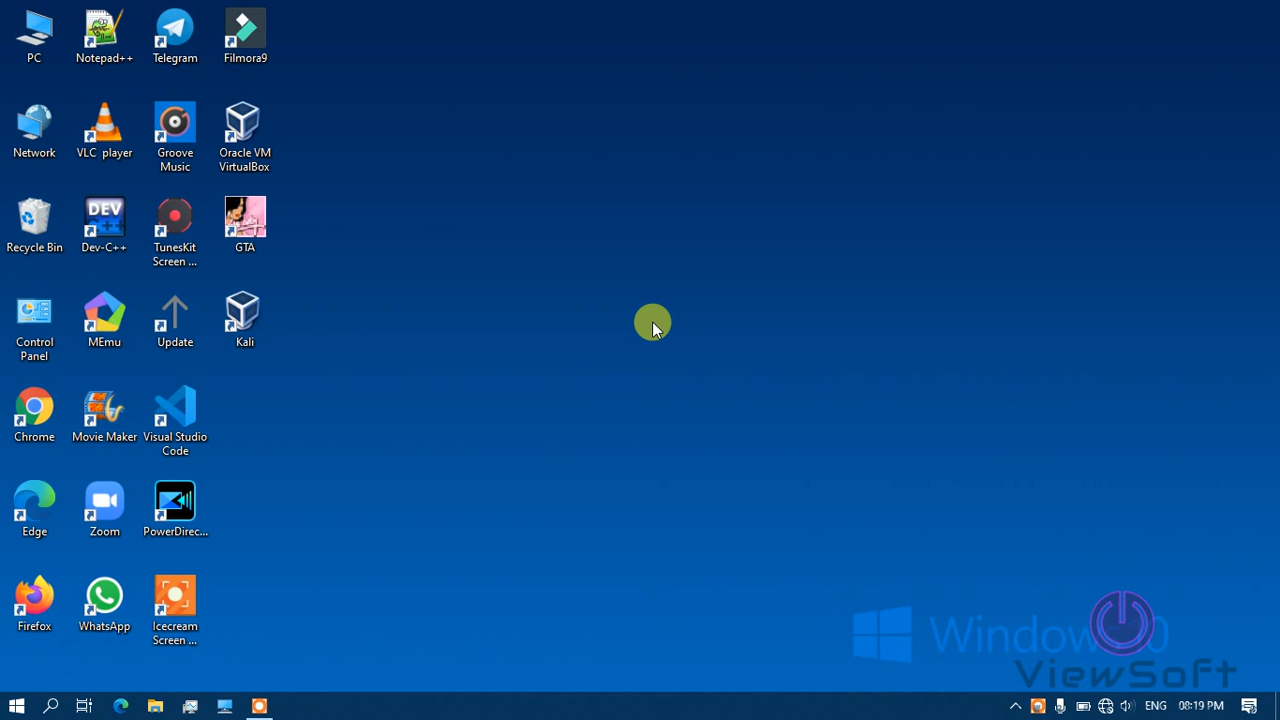 PC
Notepad++
Telegram
Filmora9
Network
VLC player
Groove
Music
Oracle VM
VirtualBox
Recycle Bin
DEV
Dev-C++
TunesKit
Screen ...
GTA
Control
Panel
MEmu
Update
Kali
Chrome
Movie Maker
Visual Studio
Code
Edge
Zoom
PowerDirec...
Firefox
WhatsApp
Icecream
Screen ...
ViewSoft
ENG
08:19 PM